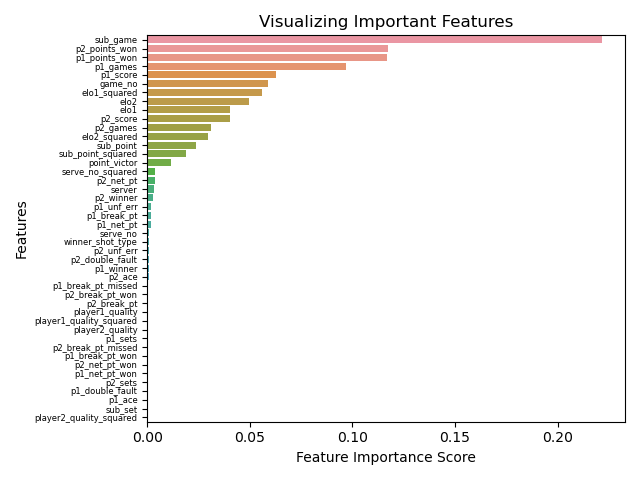 Visualizing Important Features
sub_game
p2_points_won
p1_points_won
p1_games
p1_score
game_no
elo1_squared
elo2
elo1
p2_score
p2_games
elo2_squared
sub_point
sub_point_squared
point_victor
serve_no_squared
p2_net_pt
server
p2_winner
p1_unf_err
p1_break_pt
p1_net_pt
serve_no
winner_shot_type
p2_unf_err
p2_double_fault
p1_winner
p2_ace
p1_break_pt_missed
p2_break_pt_won
p2_break_pt
player1_quality
player1_quality_squared
player2_quality
p1_sets
p2_break_pt_missed
p1_break_pt_won
p2_net_pt_won
p1_net_pt_won
p2_sets
p1_double_fault
p1_ace
sub_set
player2_quality_squared
Features
0.00 0.05 0.10 0.15 0.20
Feature Importance Score